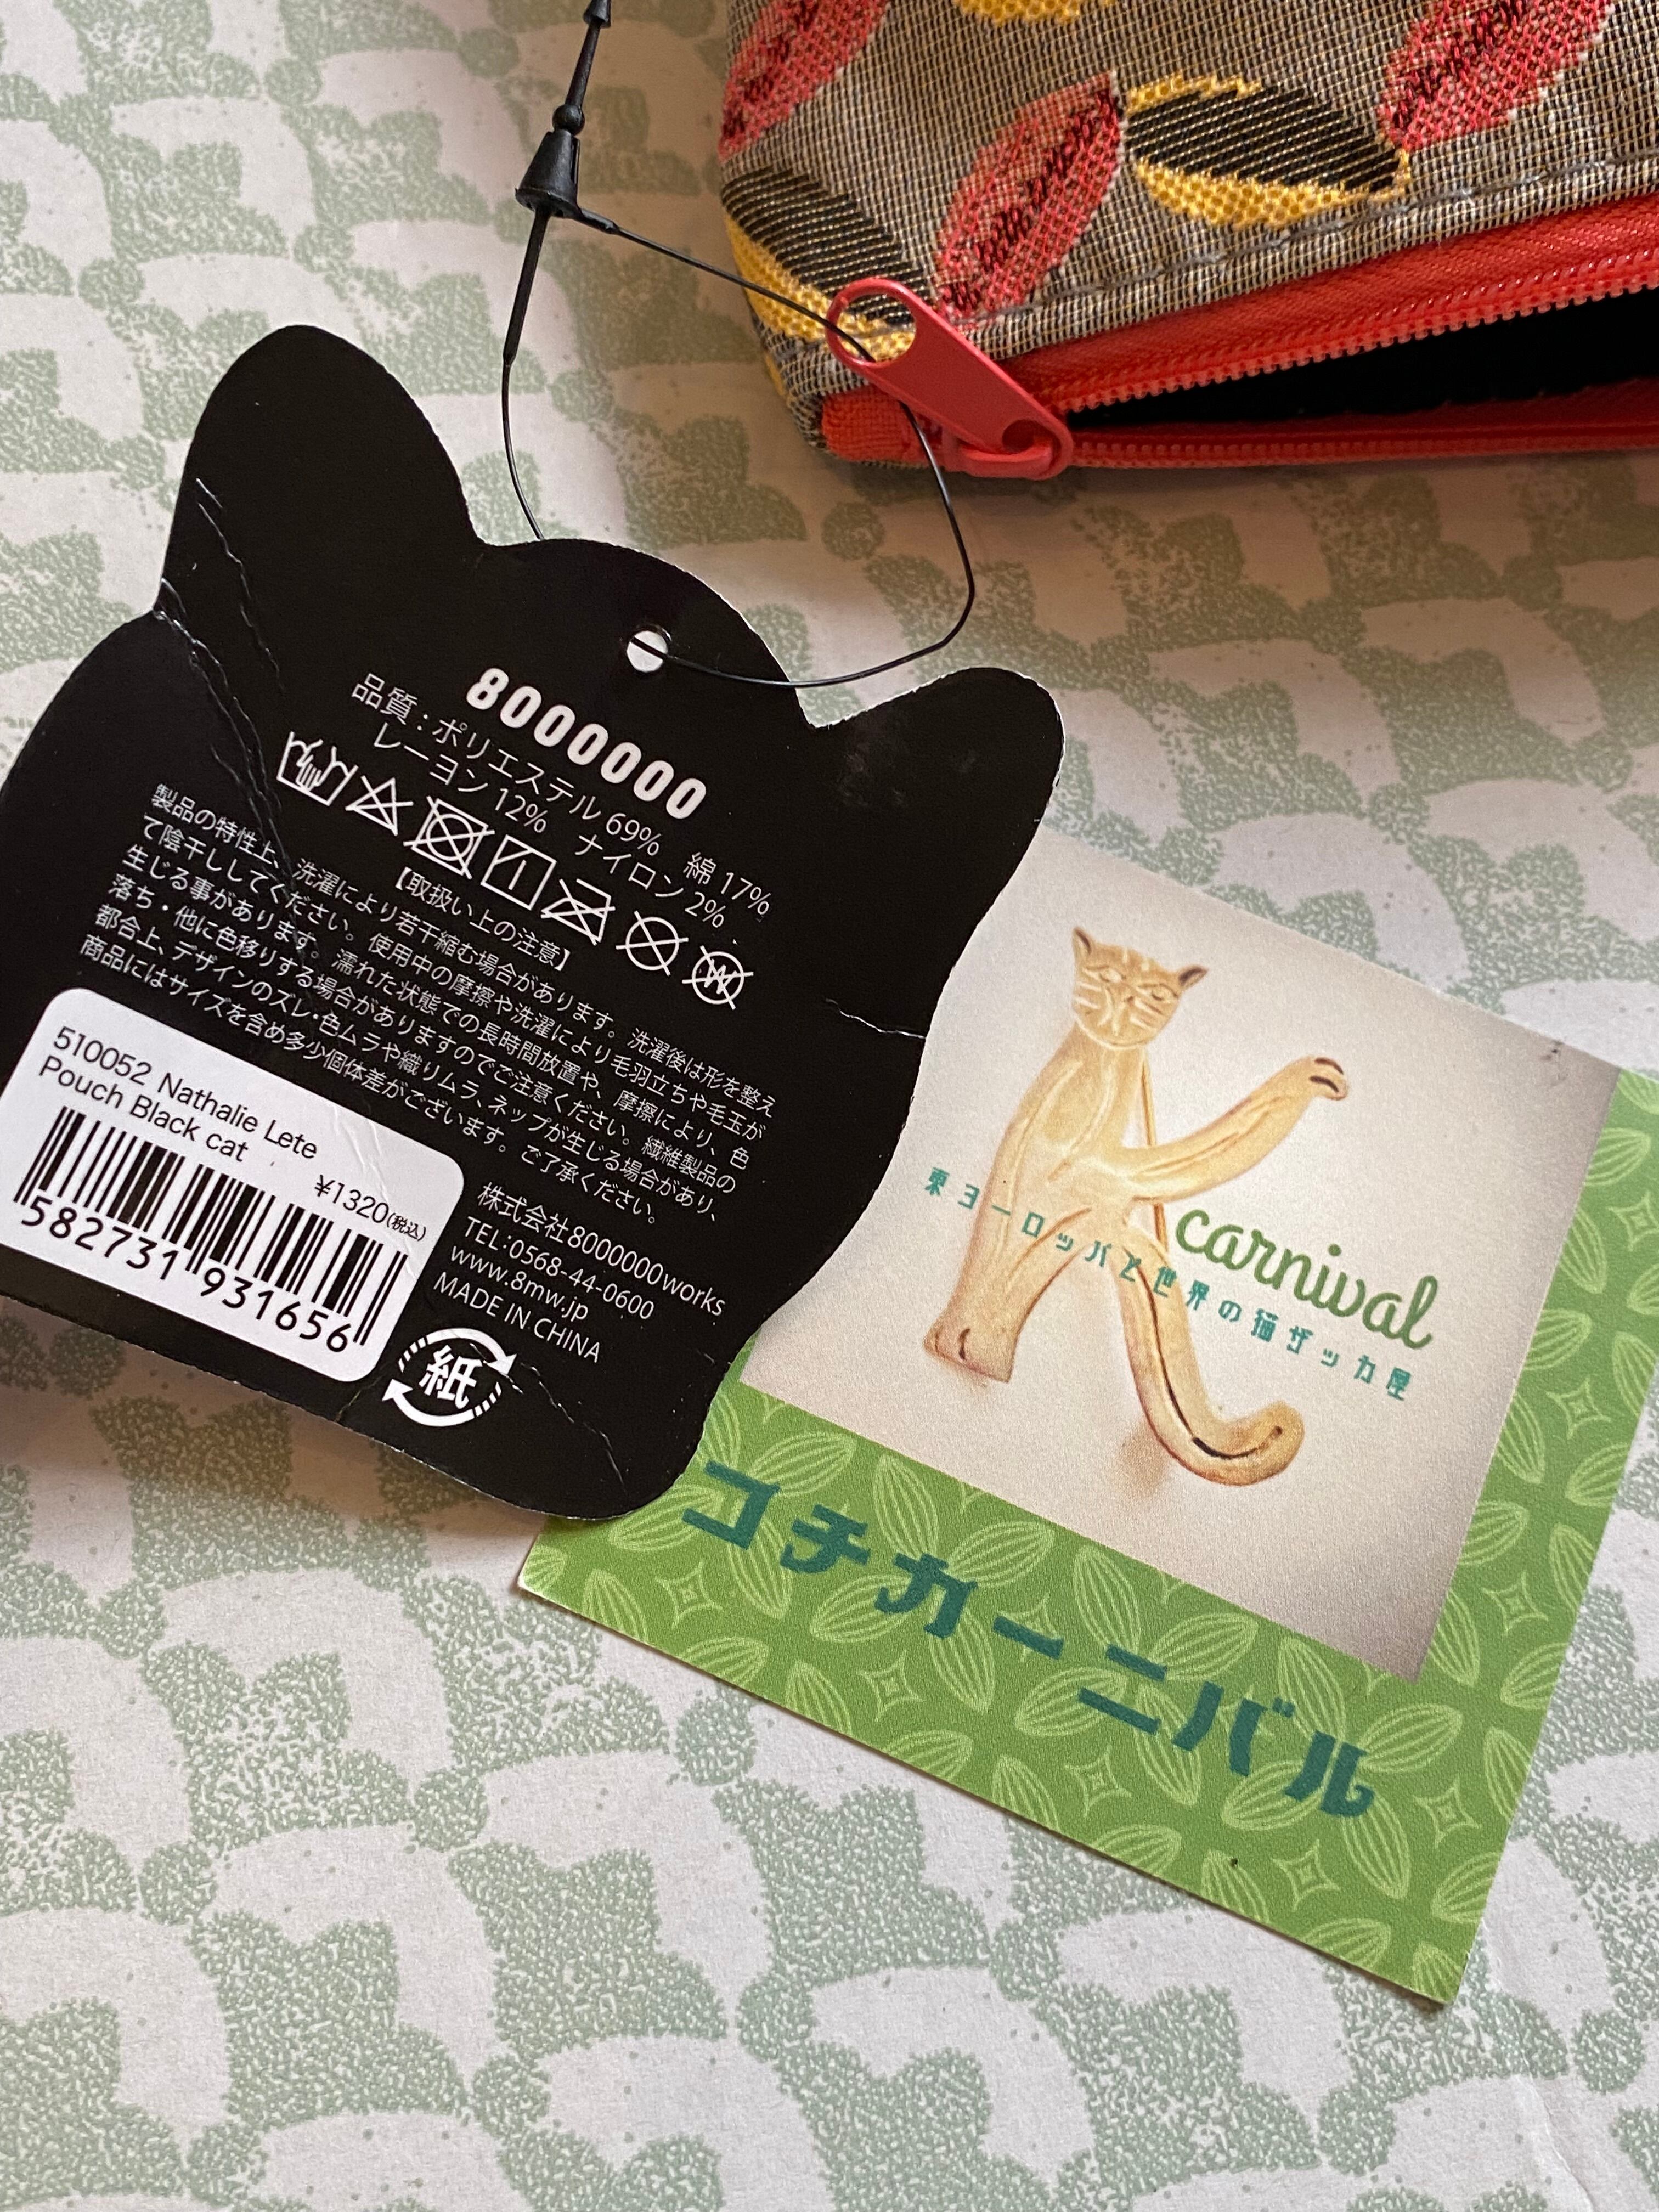 8000000
品質:ポリエステル 69% 綿 17%
レーヨン 12% ナイロン 2%
【取扱い上の注意】
製品の特性上、洗濯により若干縮む場合があります。洗濯後は形を整え
て陰干ししてください。使用中の摩擦や洗濯により毛羽立ちや毛玉が
生じる事があります。濡れた状態での長時間放置や、摩擦により、色
落ち・他に色移りする場合がありますのでご注意ください。繊維製品の
都合上、デザインのズレ・色ムラや織りムラ、ネップが生じる場合があり、
商品にはサイズを含め多少個体差がございます。ご了承ください。
510052 Nathalie Lete
Pouch Black cat
¥1320(税込)
582731 931656
株式会社8000000works
TEL:0568-44-0600
www.8mw.jp
MADE IN CHINA
紙
carnival
東ヨーロッパと世界の猫ザッカ屋
コチカーニバル